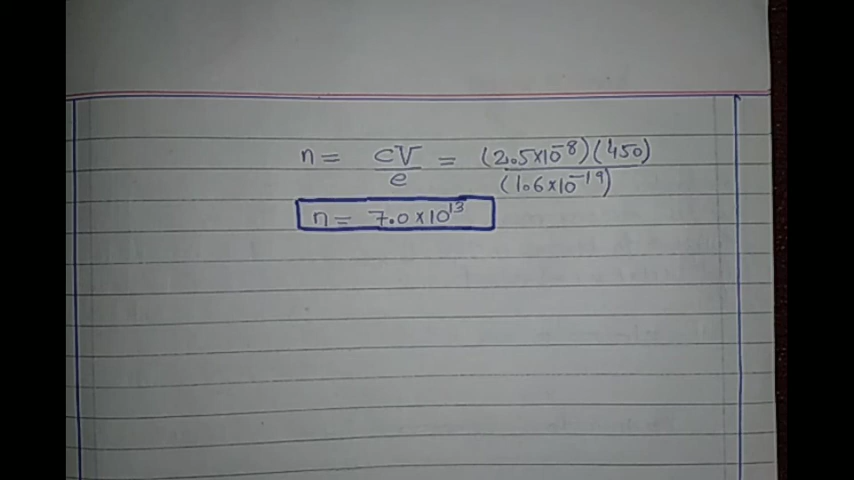 n = cV/e = (2.5×10⁻⁸)(450)/(1.6×10⁻¹⁹)
n = 7.0×10¹³